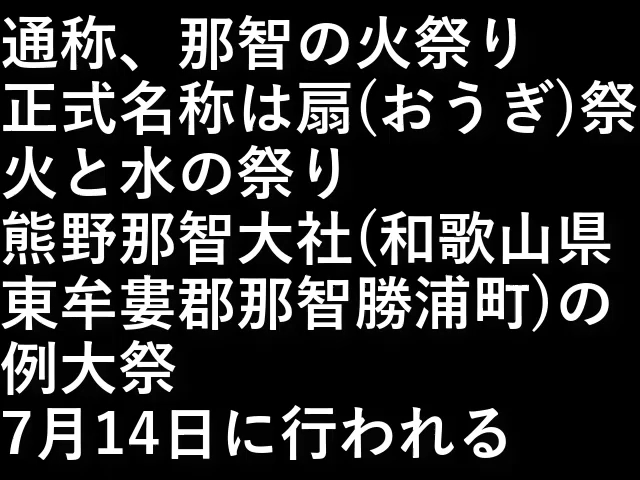 通称、那智の火祭り
正式名称は扇(おうぎ)祭
火と水の祭り
熊野那智大社(和歌山県
東牟婁郡那智勝浦町)の
例大祭
7月14日に行われる